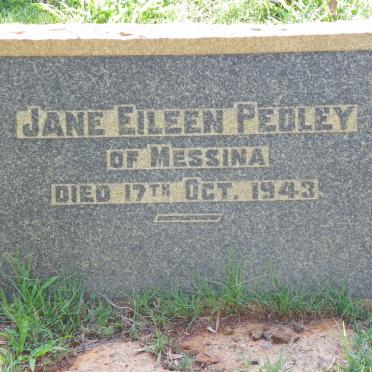 JANE EILEEN PEDLEY
OF MESSINA
DIED 17TH OCT. 1943